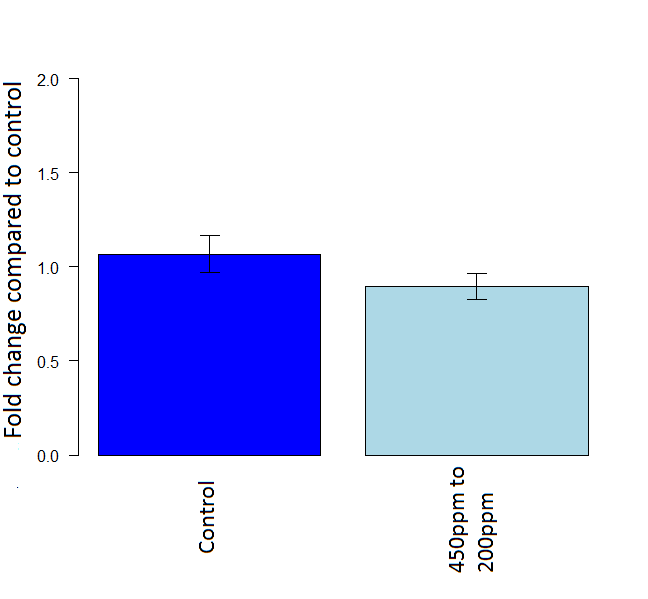 Fold change compared to control
2.0
1.5
1.0
0.5
0.0
Control
450ppm to
200ppm